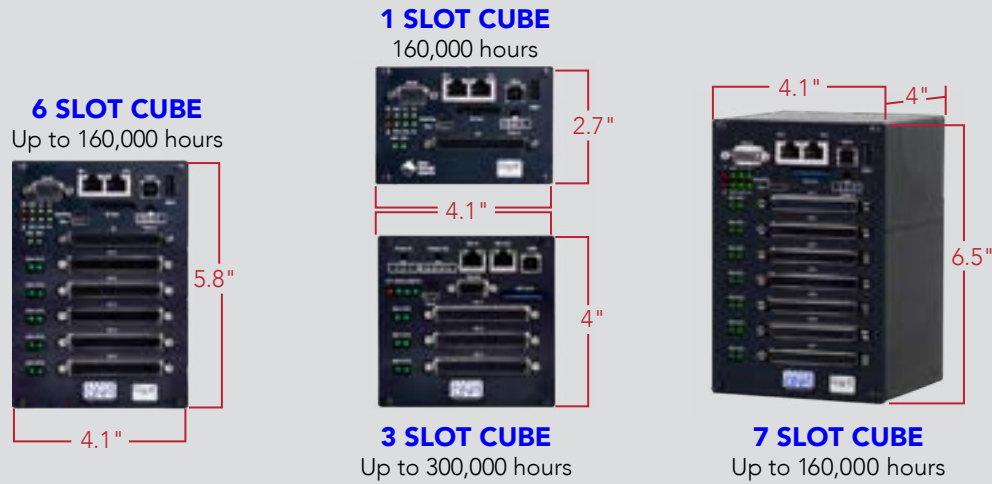 1 SLOT CUBE
160,000 hours
2.7"
4.1"
6 SLOT CUBE
Up to 160,000 hours
5.8"
4.1"
4"
3 SLOT CUBE
Up to 300,000 hours
4.1"
4"
6.5"
7 SLOT CUBE
Up to 160,000 hours